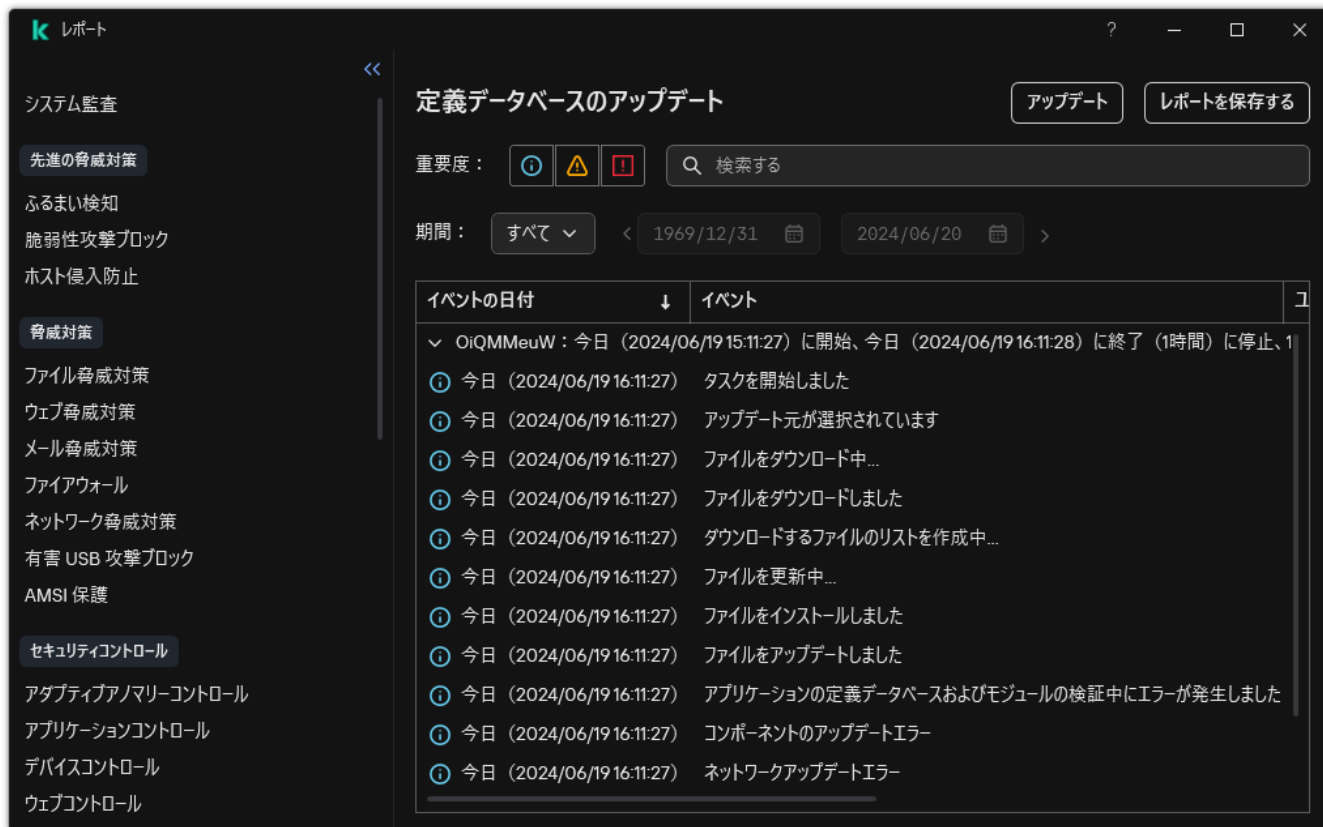 レポート
?
システム監査
先進の脅威対策
ふるまい検知
脆弱性攻撃ブロック
ホスト侵入防止
脅威対策
ファイル脅威対策
ウェブ脅威対策
メール脅威対策
ファイアウォール
ネットワーク脅威対策
有害 USB 攻撃ブロック
AMSI 保護
セキュリティコントロール
アダプティブアノマリーコントロール
アプリケーションコントロール
デバイスコントロール
ウェブコントロール
定義データベースのアップデート
アップデート
レポートを保存する
重要度：
検索する
期間：
すべて
1969/12/31
2024/06/20
イベントの日付 ↓ イベント ユ
OiQMMeuW：今日（2024/06/19 15:11:27）に開始、今日（2024/06/19 16:11:28）に終了（1時間）に停止、1
今日（2024/06/19 16:11:27） タスクを開始しました
今日（2024/06/19 16:11:27） アップデート元が選択されています
今日（2024/06/19 16:11:27） ファイルをダウンロード中...
今日（2024/06/19 16:11:27） ファイルをダウンロードしました
今日（2024/06/19 16:11:27） ダウンロードするファイルのリストを作成中...
今日（2024/06/19 16:11:27） ファイルを更新中...
今日（2024/06/19 16:11:27） ファイルをインストールしました
今日（2024/06/19 16:11:27） ファイルをアップデートしました
今日（2024/06/19 16:11:27） アプリケーションの定義データベースおよびモジュールの検証中にエラーが発生しました
今日（2024/06/19 16:11:27） コンポーネントのアップデートエラー
今日（2024/06/19 16:11:27） ネットワークアップデートエラー